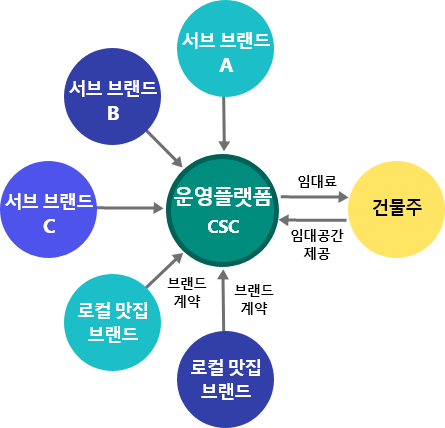 서브 브랜드
A
서브 브랜드
B
서브 브랜드
C
운영플랫폼
CSC
임대료
건물주
임대공간
제공
브랜드
계약
브랜드
계약
로컬 맛집
브랜드
로컬 맛집
브랜드